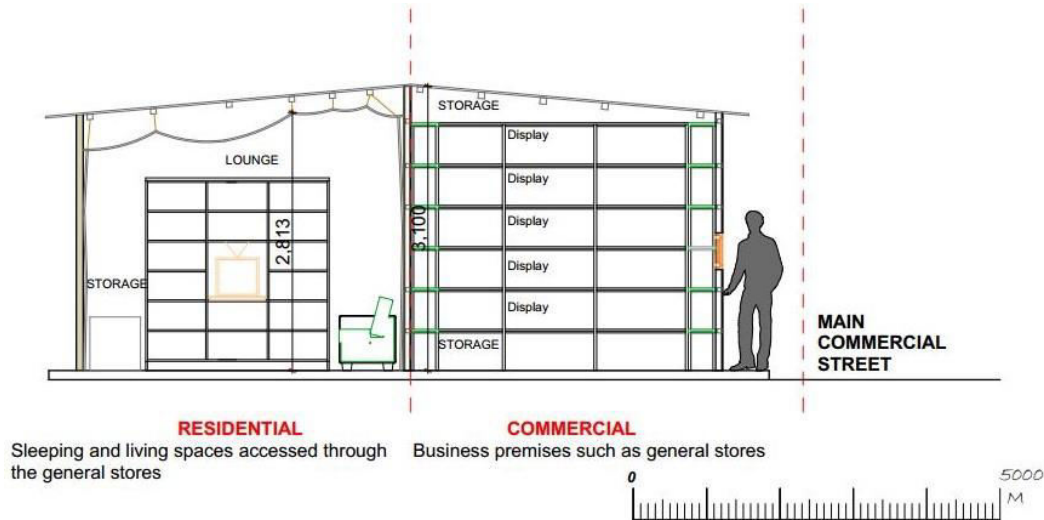 STORAGE
Display
LOUNGE
Display
Display
2,813
3,100
Display
STORAGE
Display
MAIN
COMMERCIAL
STREET
STORAGE
RESIDENTIAL
Sleeping and living spaces accessed through
the general stores
COMMERCIAL
Business premises such as general stores
0
5000
M